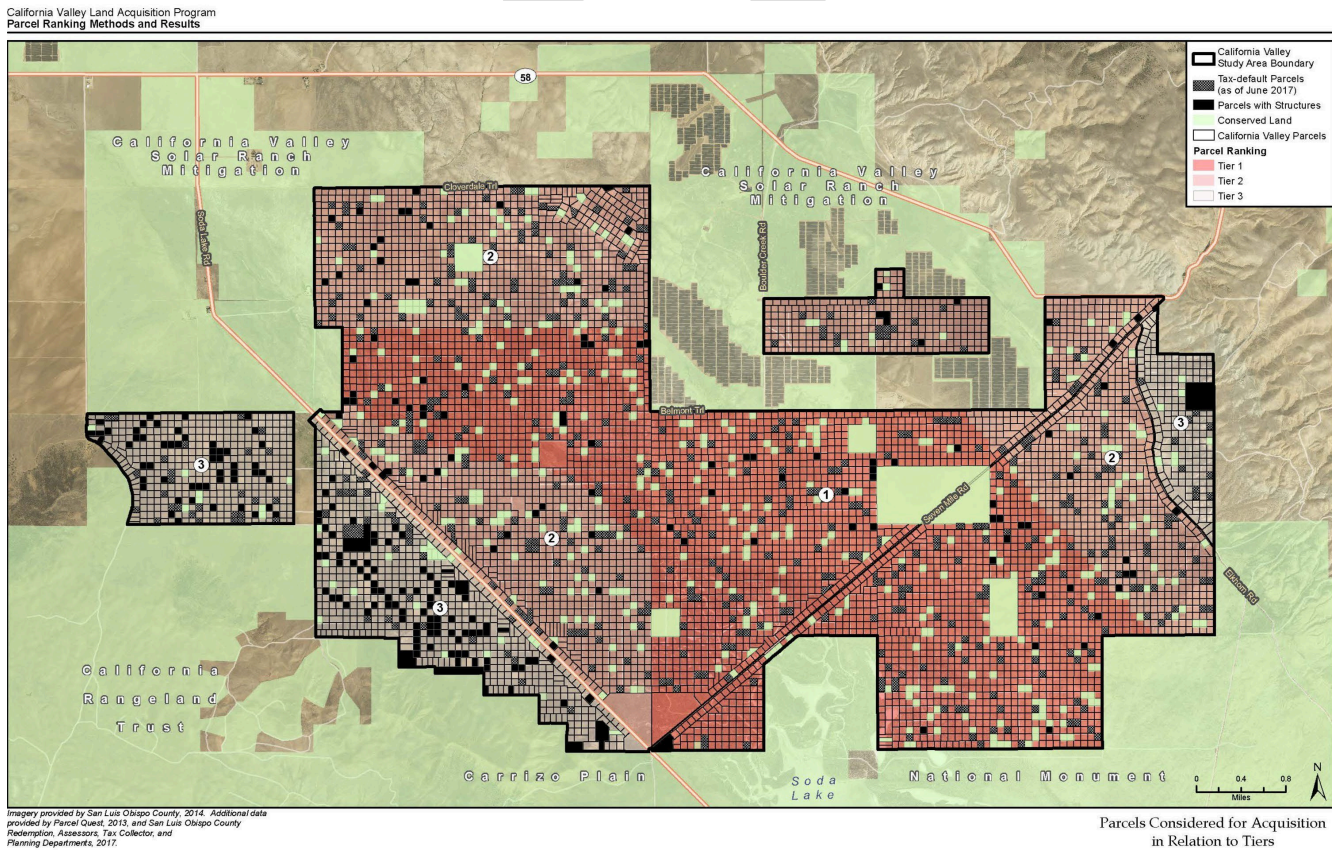 California Valley Land Acquisition Program
Parcel Ranking Methods and Results
California Valley
Study Area Boundary
Tax-default Parcels
(as of June 2017)
Parcels with Structures
Conserved Land
California Valley Parcels
Parcel Ranking
Tier 1
Tier 2
Tier 3
58
California Valley
Solar Ranch
Mitigation
California Valley
Solar Ranch
Mitigation
Cloverdale Trl
Soda Lake Rd
Boulder Creek Rd
2
Belmont Trl
3
3
2
1
Seven Mile Rd
2
3
Elkhorn Rd
California
Rangeland
Trust
Carrizo Plain
Soda
Lake
National Monument
0 0.4 0.8
Miles
N
Imagery provided by San Luis Obispo County, 2014. Additional data
provided by Parcel Quest, 2013, and San Luis Obispo County
Redemption, Assessors, Tax Collector, and
Planning Departments, 2017.
Parcels Considered for Acquisition
in Relation to Tiers